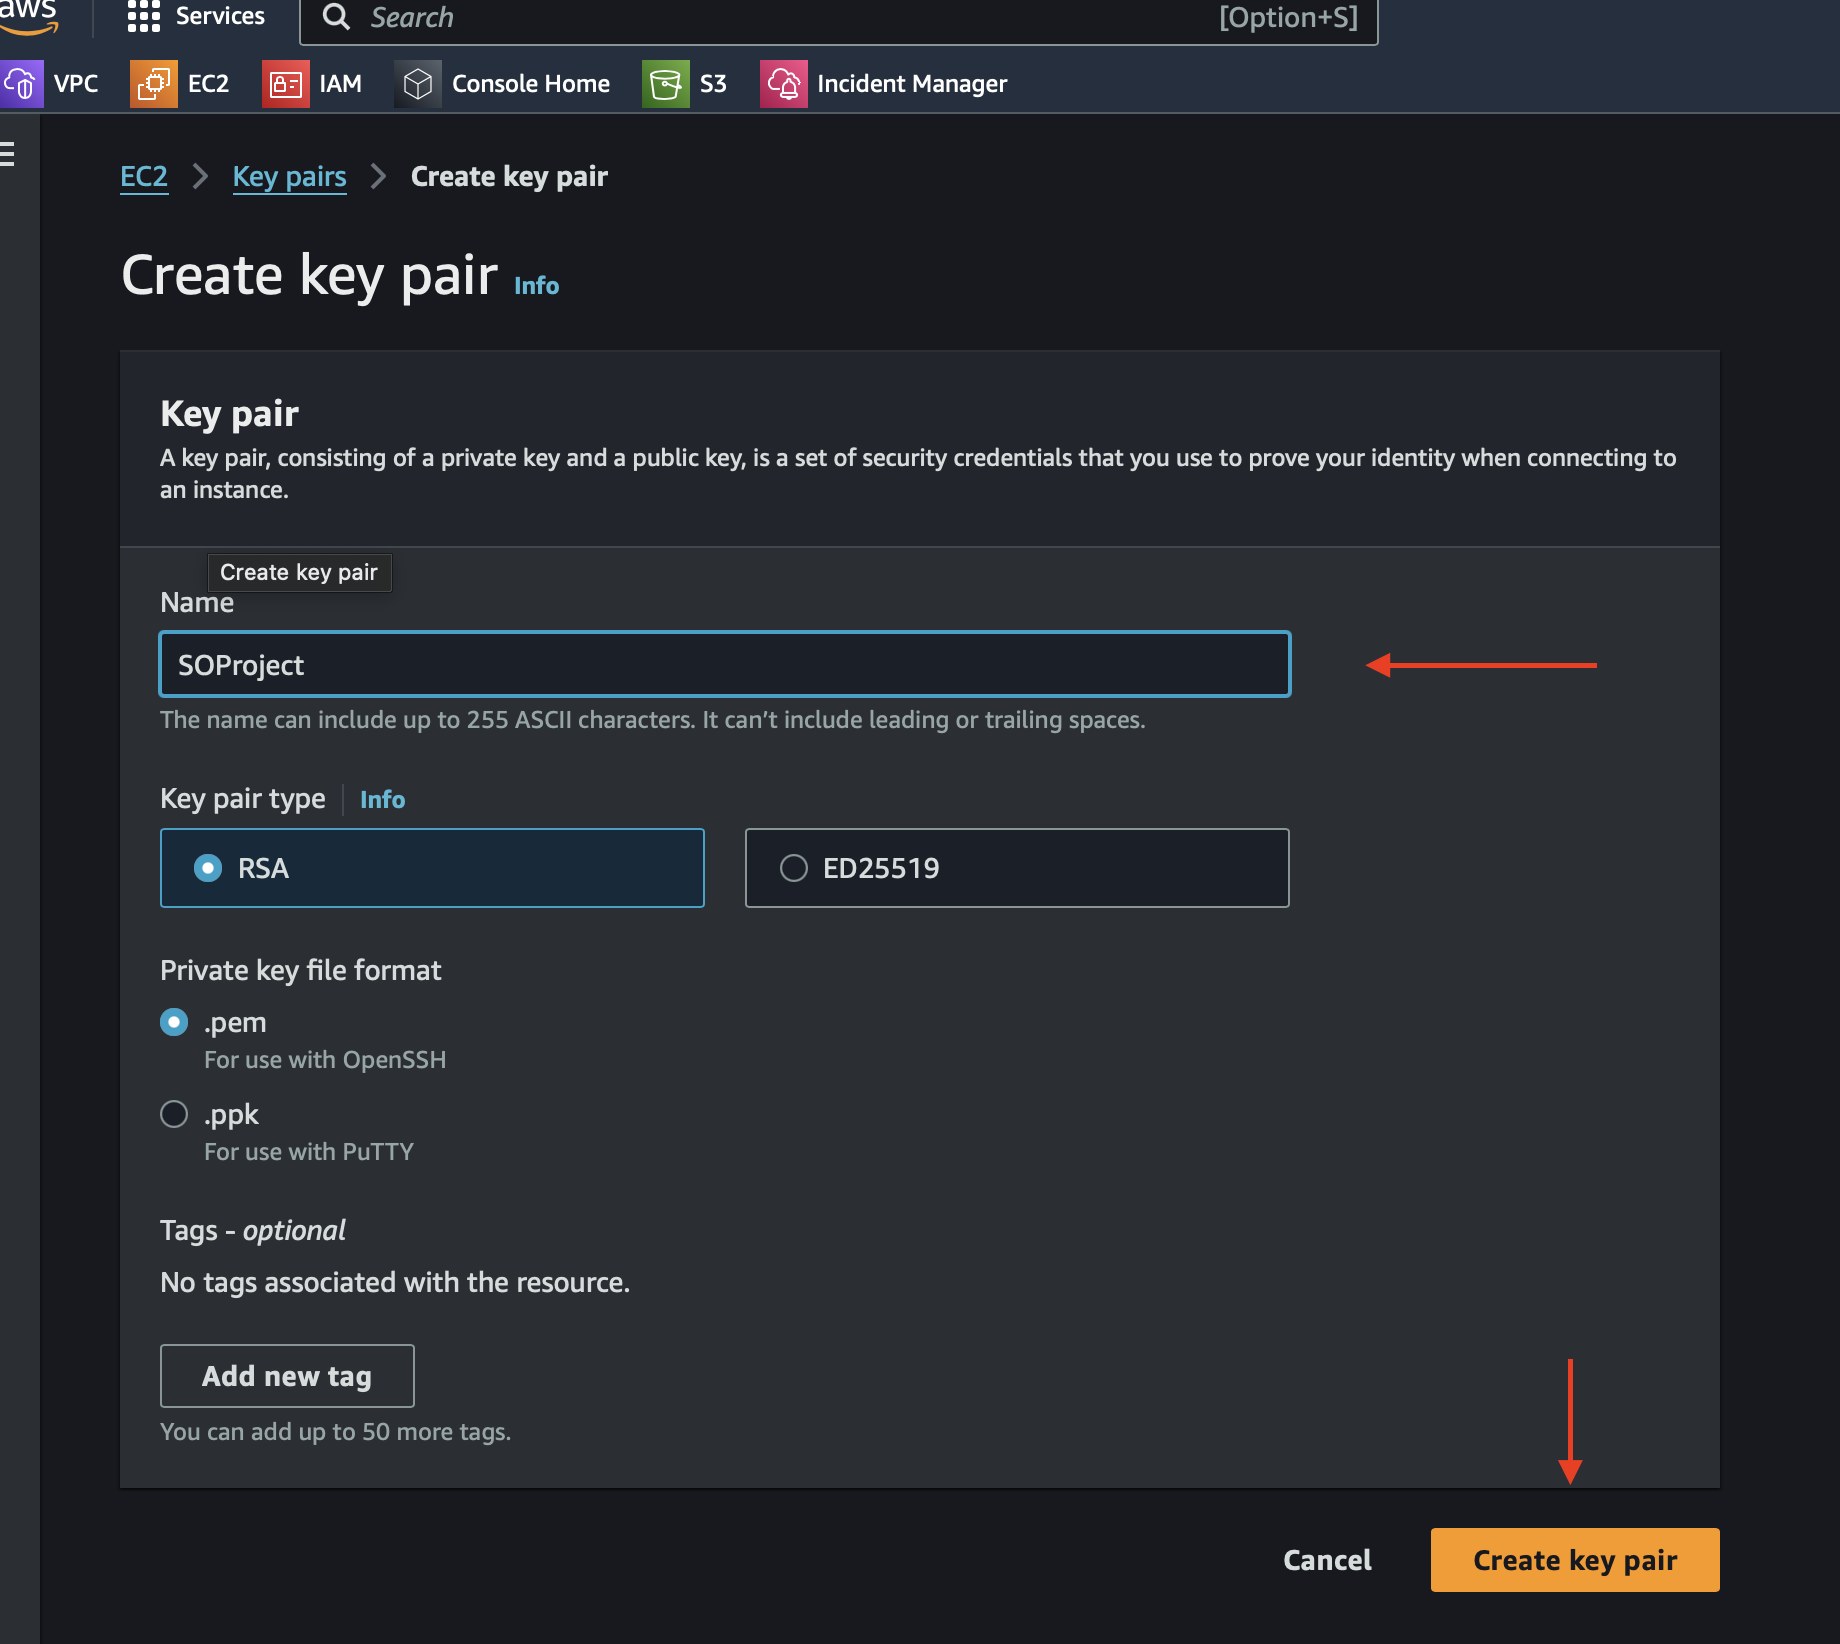 aws
Services
Search
[Option+S]
VPC
EC2
IAM
Console Home
S3
Incident Manager
EC2
Key pairs
Create key pair
Create key pair Info
Key pair
A key pair, consisting of a private key and a public key, is a set of security credentials that you use to prove your identity when connecting to
an instance.
Create key pair
Name
SOProject
The name can include up to 255 ASCII characters. It can't include leading or trailing spaces.
Key pair type Info
RSA
ED25519
Private key file format
.pem
For use with OpenSSH
.ppk
For use with PuTTY
Tags - optional
No tags associated with the resource.
Add new tag
You can add up to 50 more tags.
Cancel
Create key pair